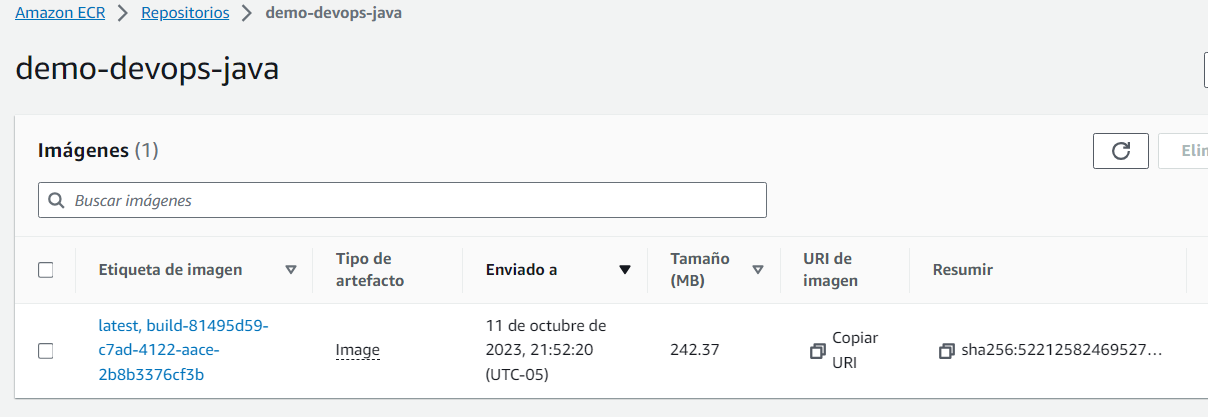 Amazon ECR > Repositorios > demo-devops-java
demo-devops-java
Imágenes (1)
Buscar imágenes
Etiqueta de imagen
Tipo de
artefacto
Enviado a
Tamaño
(MB)
URI de
imagen
Resumir
latest, build-81495d59-
c7ad-4122-aace-
2b8b3376cf3b
Image
11 de octubre de
2023, 21:52:20
(UTC-05)
242.37
Copiar
URI
sha256:52212582469527...